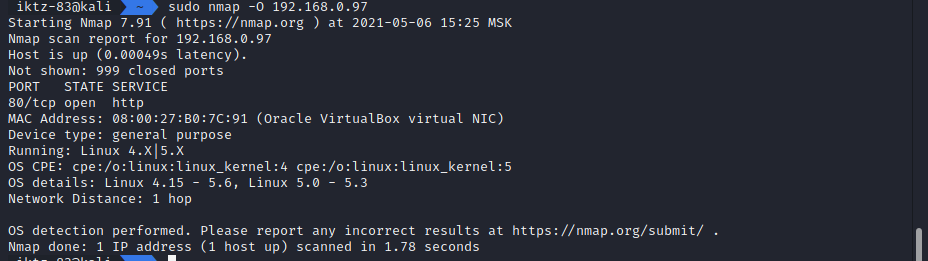 iktz-83@kali ~ sudo nmap -O 192.168.0.97
Starting Nmap 7.91 ( https://nmap.org ) at 2021-05-06 15:25 MSK
Nmap scan report for 192.168.0.97
Host is up (0.00049s latency).
Not shown: 999 closed ports
PORT   STATE SERVICE
80/tcp open  http
MAC Address: 08:00:27:B0:7C:91 (Oracle VirtualBox virtual NIC)
Device type: general purpose
Running: Linux 4.X|5.X
OS CPE: cpe:/o:linux:linux_kernel:4 cpe:/o:linux:linux_kernel:5
OS details: Linux 4.15 - 5.6, Linux 5.0 - 5.3
Network Distance: 1 hop
OS detection performed. Please report any incorrect results at https://nmap.org/submit/ .
Nmap done: 1 IP address (1 host up) scanned in 1.78 seconds
iktz-83@kali